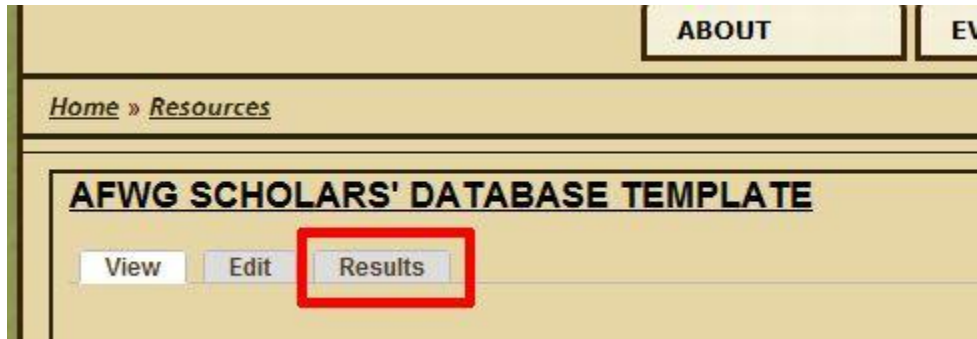 ABOUT
Home » Resources
AFWG SCHOLARS' DATABASE TEMPLATE
View Edit Results